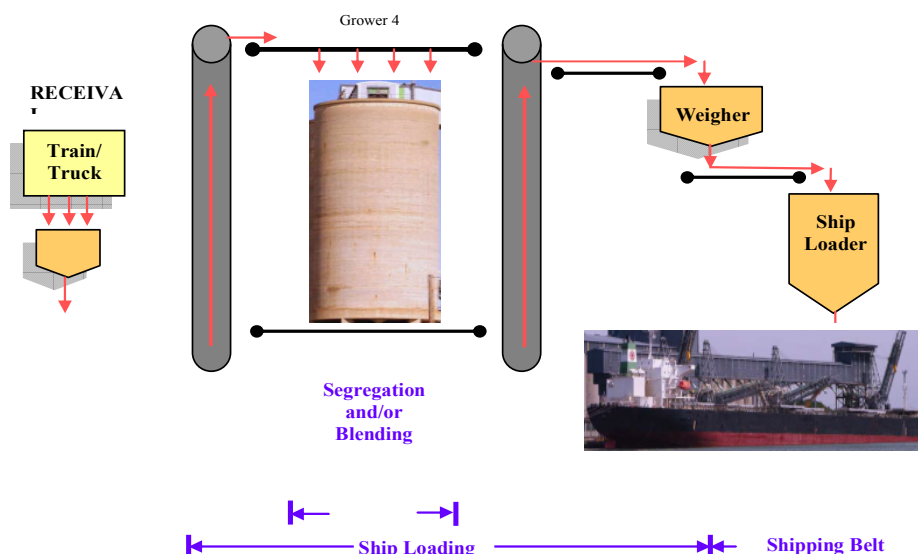 Grower 4
RECEIVA
Train/
Truck
Weigher
Ship
Loader
Segregation
and/or
Blending
Ship Loading
Shipping Belt